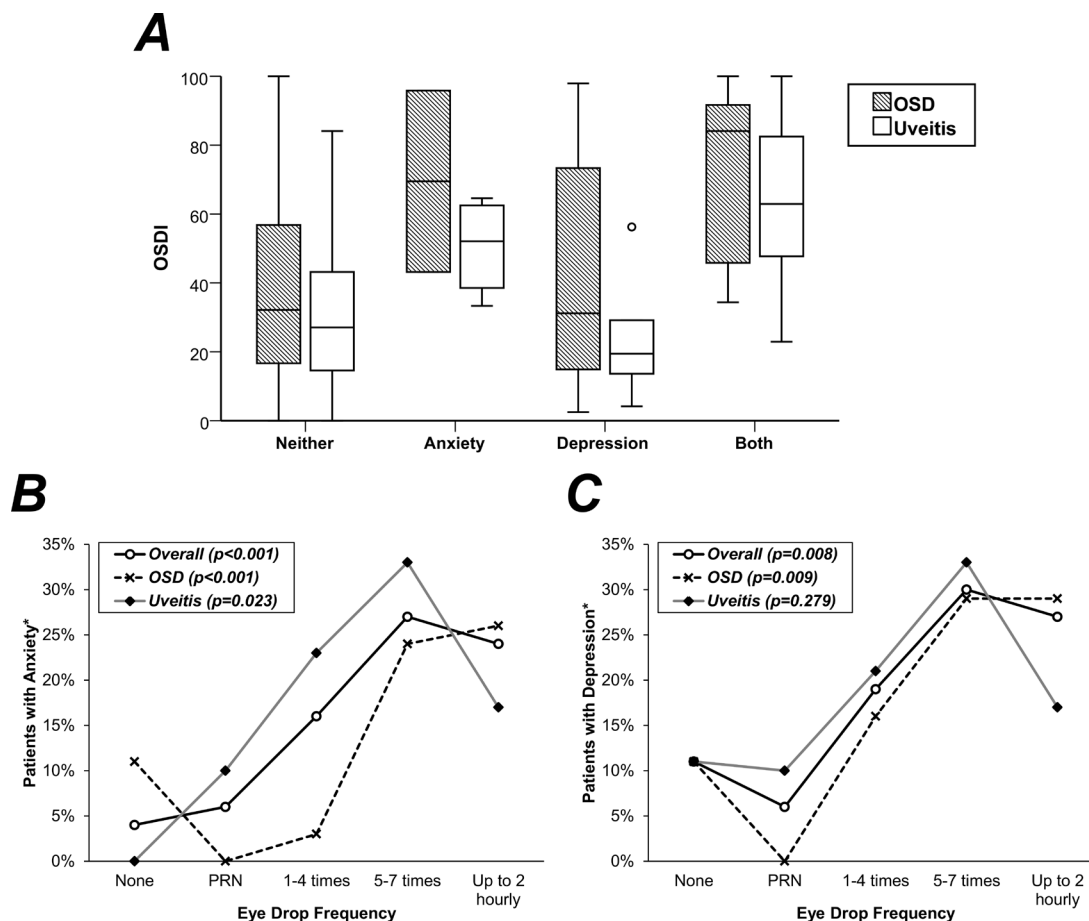 A
100
80
60
40
20
0
OSDI
OSD
Uveitis
Neither Anxiety Depression Both
B
35%
30%
25%
20%
15%
10%
5%
0%
Patients with Anxiety*
Overall (p<0.001)
OSD (p<0.001)
Uveitis (p=0.023)
None PRN 1-4 times 5-7 times Up to 2
hourly
Eye Drop Frequency
C
35%
30%
25%
20%
15%
10%
5%
0%
Patients with Depression*
Overall (p=0.008)
OSD (p=0.009)
Uveitis (p=0.279)
None PRN 1-4 times 5-7 times Up to 2
hourly
Eye Drop Frequency